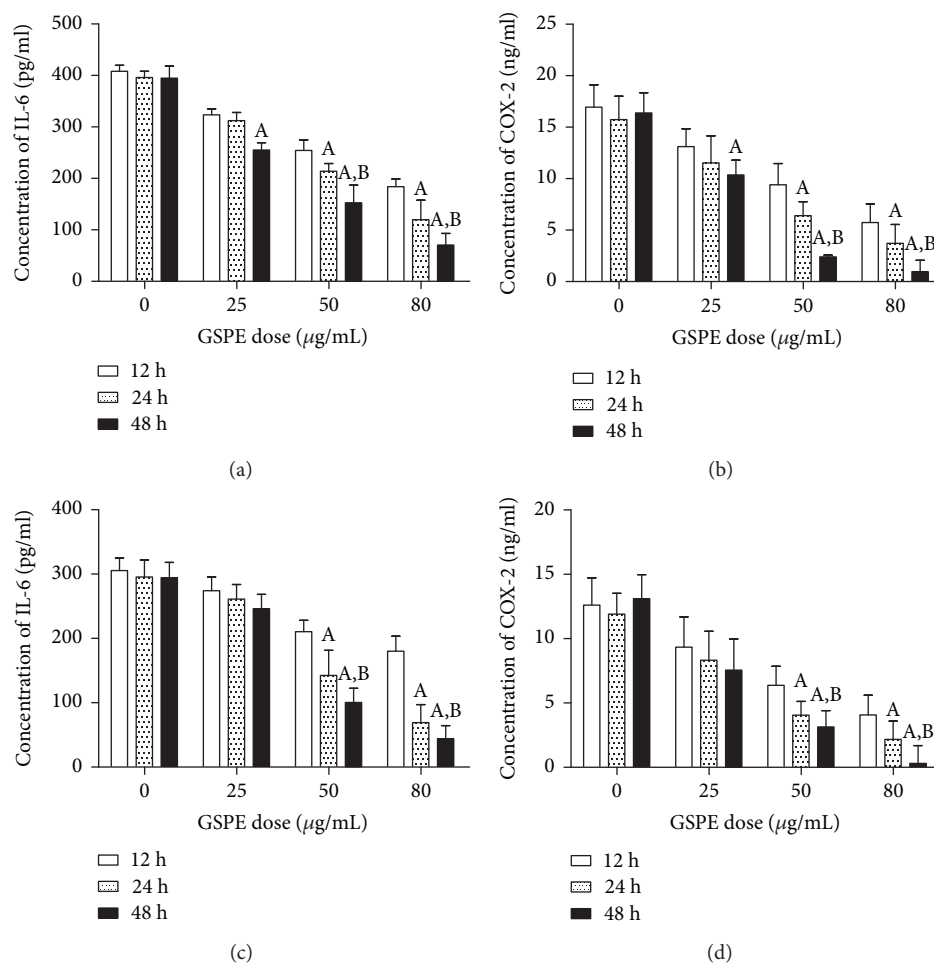 Concentration of IL-6 (pg/ml)
500
400
300
200
100
0
A
A
A,B
A
A,B
0 25 50 80
GSPE dose (μg/mL)
12 h
24 h
48 h
(a)
Concentration of COX-2 (ng/ml)
25
20
15
10
5
0
A
A
A,B
A
A,B
0 25 50 80
GSPE dose (μg/mL)
12 h
24 h
48 h
(b)
Concentration of IL-6 (pg/ml)
400
300
200
100
0
A
A,B
A
A,B
0 25 50 80
GSPE dose (μg/mL)
12 h
24 h
48 h
(c)
Concentration of COX-2 (ng/ml)
20
15
10
5
0
A
A,B
A
A,B
0 25 50 80
GSPE dose (μg/mL)
12 h
24 h
48 h
(d)